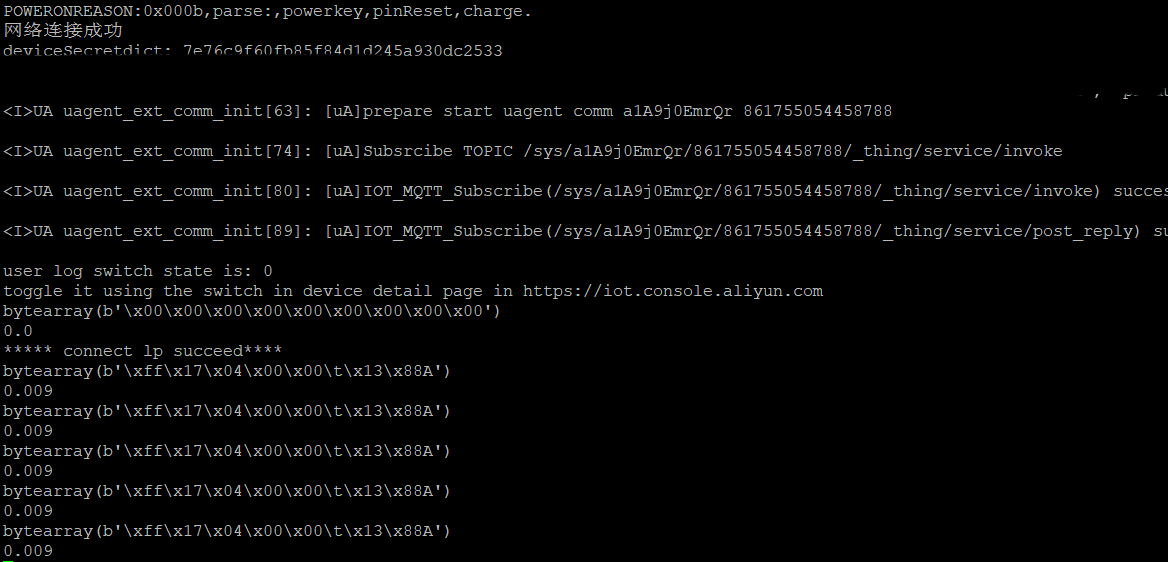 POWERONREASON:0x000b,parse:,powerkey,pinReset,charge.
网络连接成功
deviceSecretdict: 7e76c9f60fb85f84d1d245a930dc2533
<I>UA uagent_ext_comm_init[63]: [uA]prepare start uagent comm a1A9j0EmrQr 861755054458788
<I>UA uagent_ext_comm_init[74]: [uA]Subsrcibe TOPIC /sys/a1A9j0EmrQr/861755054458788/_thing/service/invoke
<I>UA uagent_ext_comm_init[80]: [uA]IOT_MQTT_Subscribe(/sys/a1A9j0EmrQr/861755054458788/_thing/service/invoke) succes
<I>UA uagent_ext_comm_init[89]: [uA]IOT_MQTT_Subscribe(/sys/a1A9j0EmrQr/861755054458788/_thing/service/post_reply) su
user log switch state is: 0
toggle it using the switch in device detail page in https://iot.console.aliyun.com
bytearray(b'\x00\x00\x00\x00\x00\x00\x00\x00\x00')
0.0
***** connect lp succeed****
bytearray(b'\xff\x17\x04\x00\x00\t\x13\x88A')
0.009
bytearray(b'\xff\x17\x04\x00\x00\t\x13\x88A')
0.009
bytearray(b'\xff\x17\x04\x00\x00\t\x13\x88A')
0.009
bytearray(b'\xff\x17\x04\x00\x00\t\x13\x88A')
0.009
bytearray(b'\xff\x17\x04\x00\x00\t\x13\x88A')
0.009